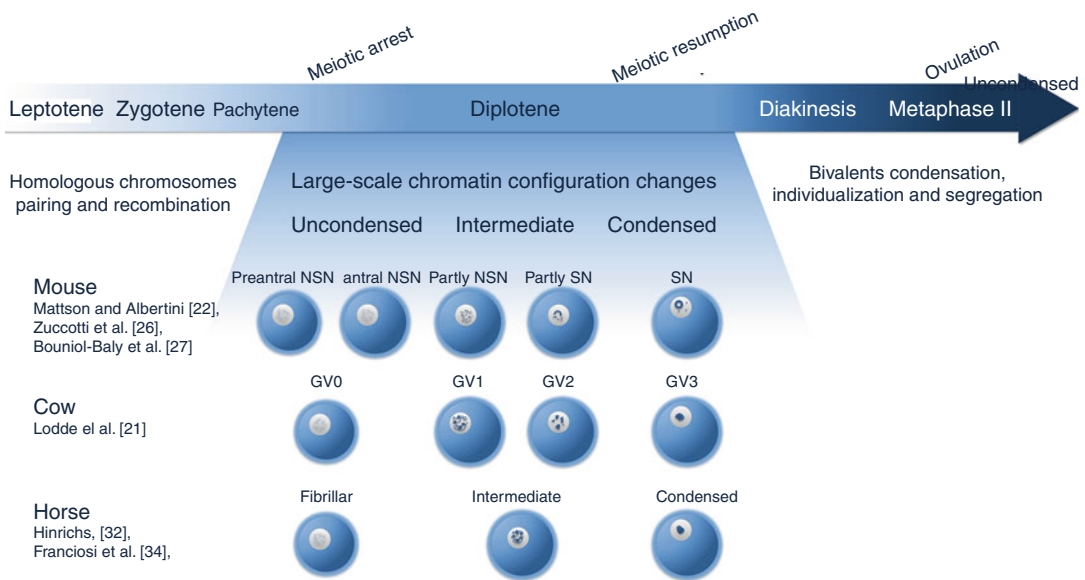 Meiotic arrest
Meiotic resumption
Ovulation
Uncondensed
Leptotene Zygotene Pachytene Diplotene Diakinesis Metaphase II
Homologous chromosomes
pairing and recombination
Large-scale chromatin configuration changes
Bivalents condensation,
individualization and segregation
Uncondensed Intermediate Condensed
Preantral NSN antral NSN Partly NSN Partly SN SN
Mouse
Mattson and Albertini [22],
Zuccotti et al. [26],
Bouniol-Baly et al. [27]
GV0 GV1 GV2 GV3
Cow
Lodde el al. [21]
Fibrillar Intermediate Condensed
Horse
Hinrichs, [32],
Franciosi et al. [34],